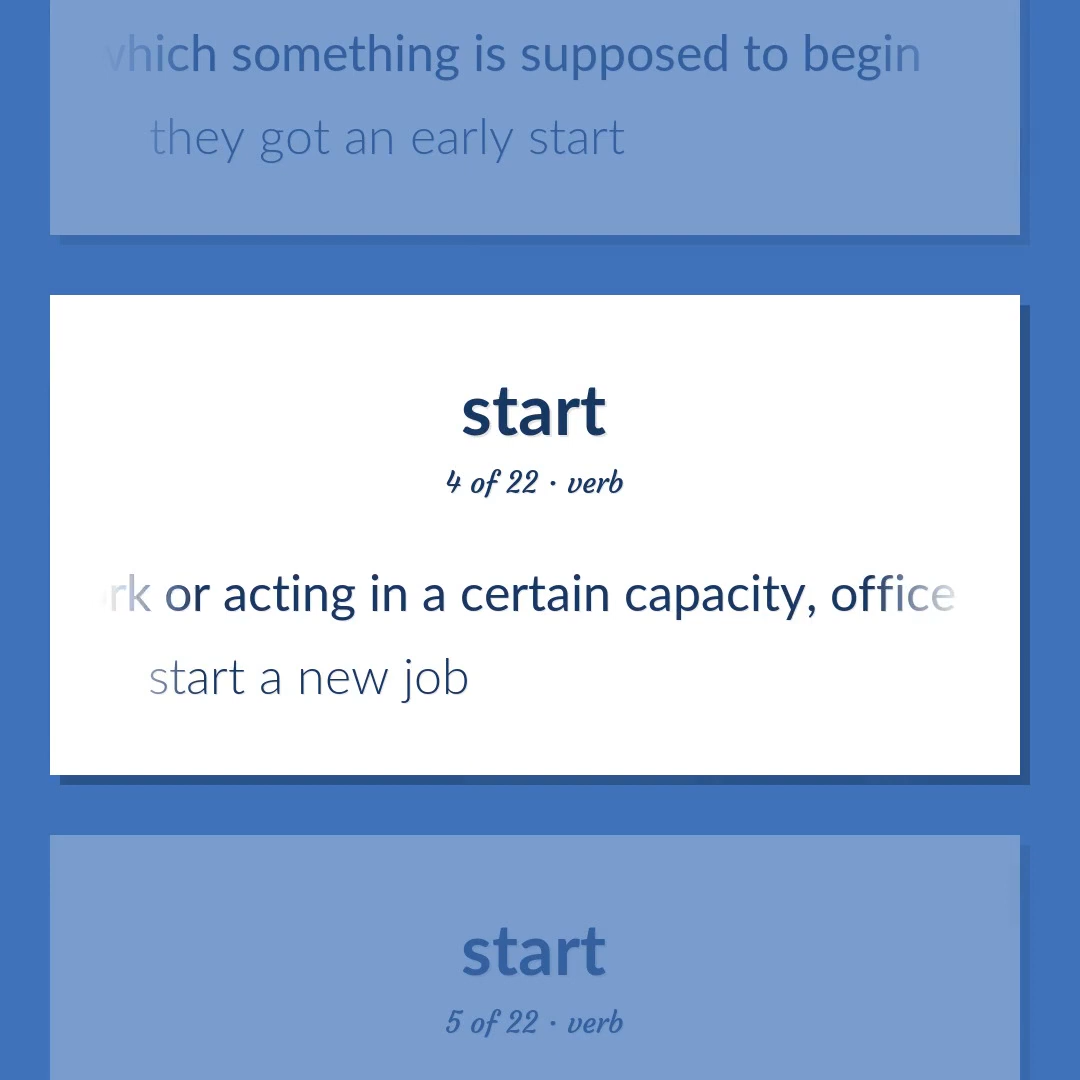 which something is supposed to begin
they got an early start
start
4 of 22 · verb
or acting in a certain capacity, office
start a new job
start
5 of 22 · verb